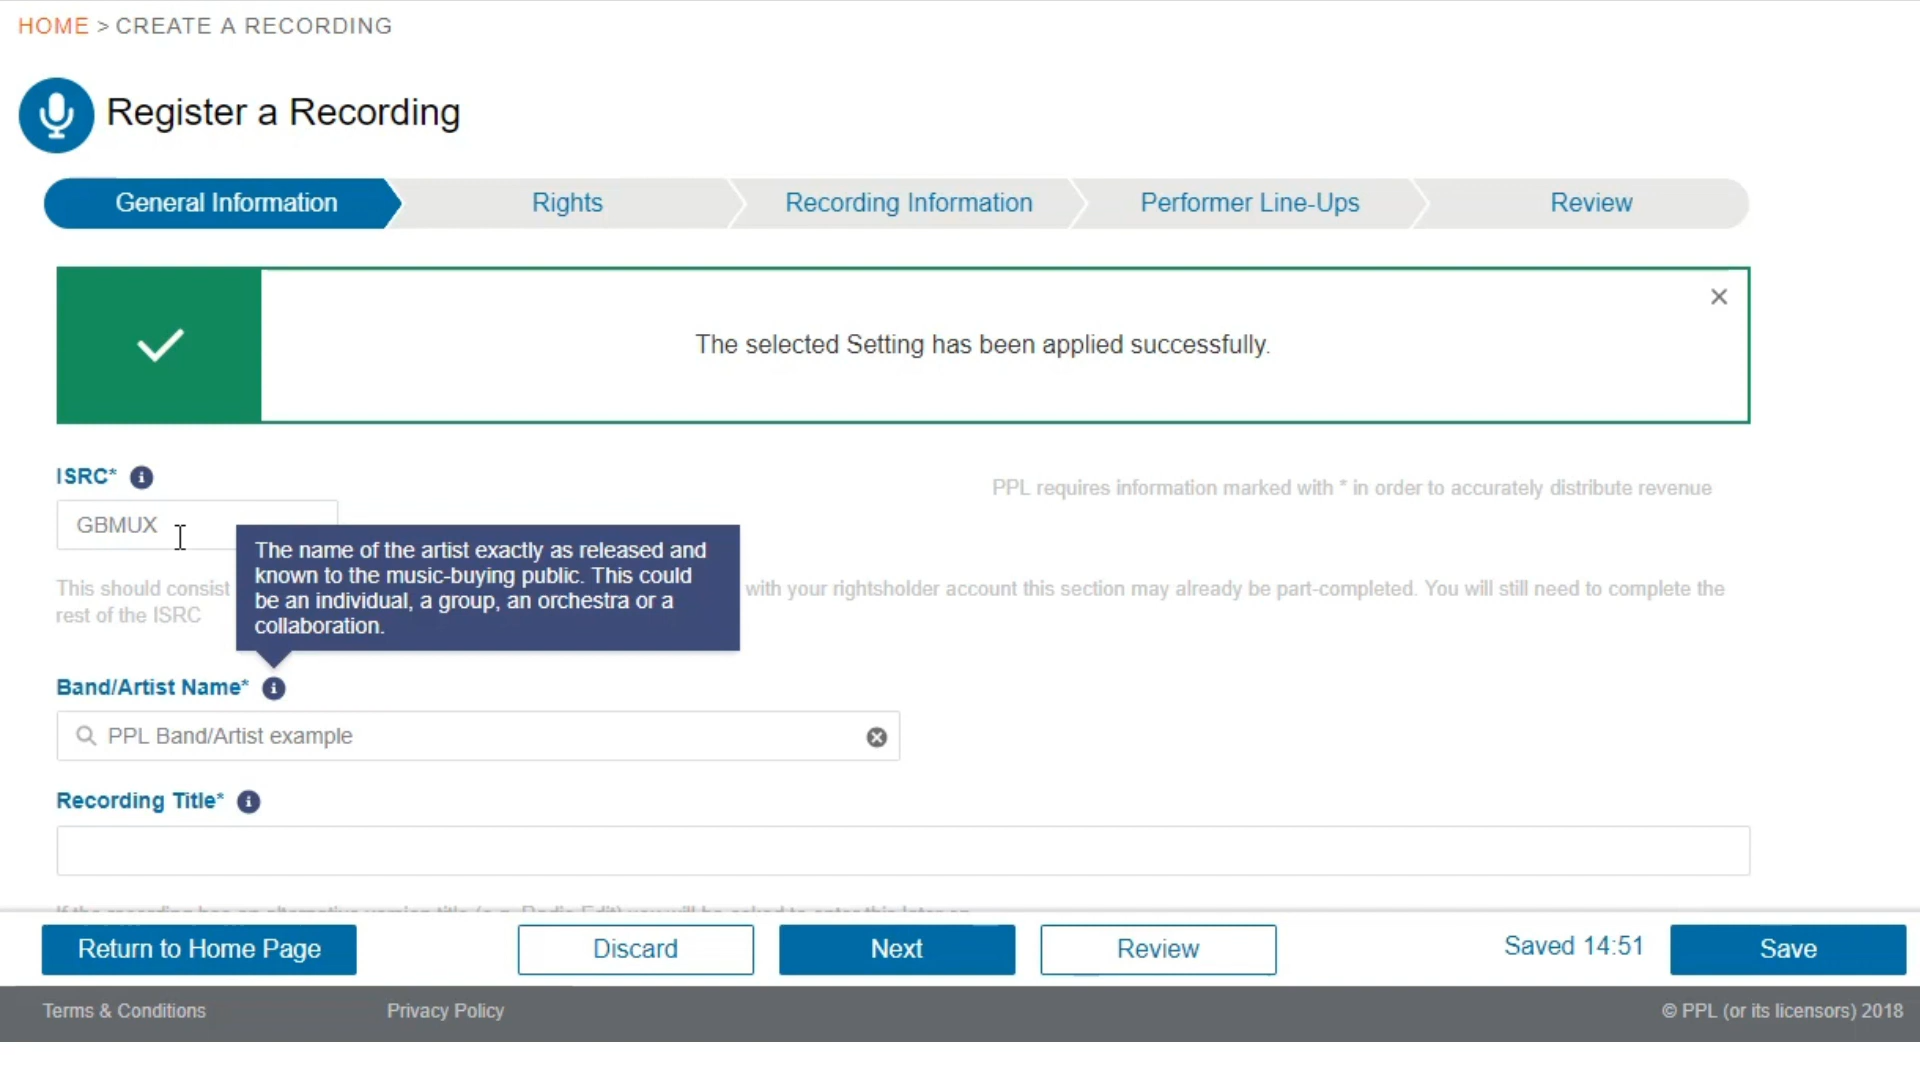 HOME > CREATE A RECORDING
Register a Recording
General Information
Rights
Recording Information
Performer Line-Ups
Review
The selected Setting has been applied successfully.
ISRC*
PPL requires information marked with * in order to accurately distribute revenue
GBMUX
The name of the artist exactly as released and
known to the music-buying public. This could
be an individual, a group, an orchestra or a
collaboration.
This should consist with your rightsholder account this section may already be part-completed. You will still need to complete the
rest of the ISRC
Band/Artist Name*
PPL Band/Artist example
Recording Title*
Return to Home Page
Discard
Next
Review
Saved 14:51
Save
Terms & Conditions
Privacy Policy
© PPL (or its licensors) 2018